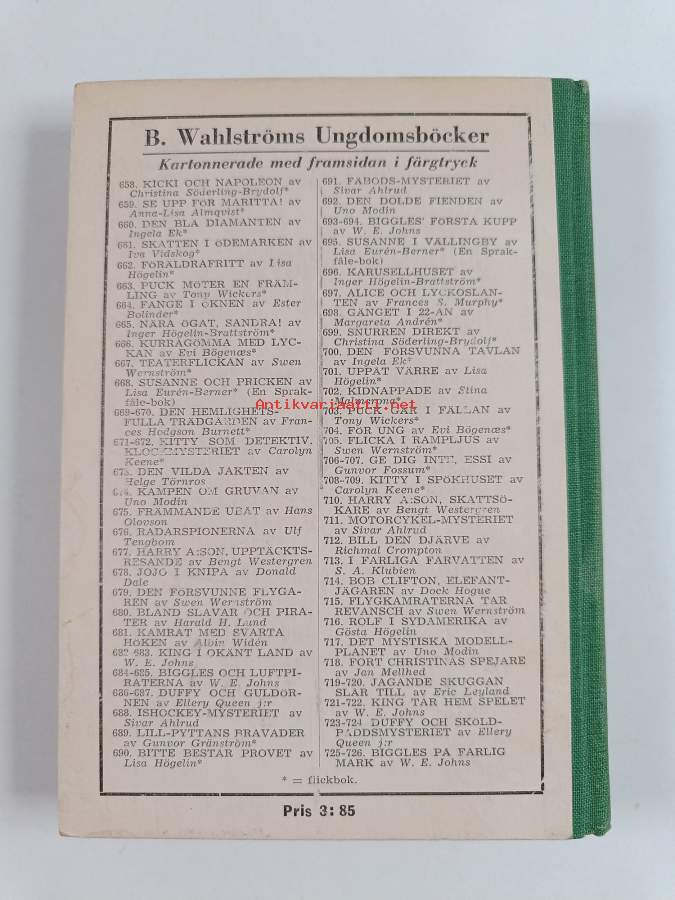 B. Wahlströms Ungdomsböcker
Kartonnerade med framsidan i färgtryck
658. KICKI OCH NAPOLEON av
Christina Söderling-Brydolf*
659. SE UPP FÖR MARITTA! av
Anna-Lisa Almqvist*
660. DEN BLÅ DIAMANTEN av
Ingela Ek*
661. SKATTEN I ÖDEMARKEN av
Iva Vidskog*
662. FÖRÄLDRAFRITT av Lisa
Högelin*
663. PUCK MÖTER EN FRÄM-
LING av Tony Wickers*
664. FÅNGE I ÖKNEN av Ester
Bolinder*
665. NÄRA ÖGAT, SANDRA! av
Inger Högelin-Brattström*
666. KURRAGÖMMA MED LYC-
KAN av Evi Bögenæs*
667. TEATERFLICKAN av Swen
Wernström*
668. SUSANNE OCH PRICKEN av
Lisa Eurén-Berner* (En Sprak-
fåle-bok)
669-670. DEN HEMLIGHETS-
FULLA TRÄDGÅRDEN av Fran-
ces Hodgson Burnett*
671-672. KITTY SOM DETEKTIV.
KLOCKMYSTERIET av Carolyn
Keene*
673. DEN VILDA JAKTEN av
Helge Törnros
674. KAMPEN OM GRUVAN av
Uno Modin
675. FRÄMMANDE UBÅT av Hans
Olovson
676. RADARSPIONERNA av Ulf
Tengbom
677. HARRY A:SON, UPPTÄCKTS-
RESANDE av Bengt Westergren
678. JOJO I KNIPA av Donald
Dale
679. DEN FÖRSVUNNE FLYGA-
REN av Swen Wernström
680. BLAND SLAVAR OCH PIRA-
TER av Harald H. Lund
681. KAMRAT MED SVARTA
HÖKEN av Albin Widén
682-683. KING I OKÄNT LAND av
W. E. Johns
684-685. BIGGLES OCH LUFTPI-
RATERNA av W. E. Johns
686-687. DUFFY OCH GULDÖR-
NEN av Ellery Queen j:r
688. ISHOCKEY-MYSTERIET av
Sivar Ahlrud
689. LILL-PYTTANS BRAVADER
av Gunvor Gränström*
690. BITTE BESTÅR PROVET av
Lisa Högelin*
691. FÄBODS-MYSTERIET av
Sivar Ahlrud
692. DEN DOLDE FIENDEN av
Uno Modin
693-694. BIGGLES' FÖRSTA KUPP
av W. E. Johns
695. SUSANNE I VÄLLINGBY av
Lisa Eurén-Berner* (En Sprak-
fåle-bok)
696. KARUSELLHUSET av
Inger Högelin-Brattström*
697. ALICE OCH LYCKOSLAN-
TEN av Frances S. Murphy*
698. GÄNGET I 22-AN av
Margareta Andrén*
699. SNURREN DIREKT av
Christina Söderling-Brydolf*
700. DEN FÖRSVUNNA TAVLAN
av Ingela Ek*
701. UPPÅT VÄRRE av Lisa
Högelin*
702. KIDNAPPADE av Stina
Malmerona*
703. PUCK GÅR I FÄLLAN av
Tony Wickers*
704. FÖR UNG av Evi Bögenæs*
705. FLICKA I RAMPLJUS av
Swen Wernström*
706-707. GE DIG INTE, ESSI av
Gunvor Fossum*
708-709. KITTY I SPÖKHUSET av
Carolyn Keene*
710. HARRY A:SON, SKATTSÖ-
KARE av Bengt Westergren
711. MOTORCYKEL-MYSTERIET
av Sivar Ahlrud
712. BILL DEN DJÄRVE av
Richmal Crompton
713. I FARLIGA FARVATTEN av
S. A. Klubien
714. BOB CLIFTON, ELEFANT-
JÄGAREN av Dock Hogue
715. FLYGKAMRATERNA TAR
REVANSCH av Swen Wernström
716. ROLF I SYDAMERIKA av
Gösta Högelin
717. DET MYSTISKA MODELL-
PLANET av Uno Modin
718. FORT CHRISTINAS SPEJARE
av Jan Mellhed
719-720. JAGANDE SKUGGAN
SLÅR TILL av Eric Leyland
721-722. KING TAR HEM SPELET
av W. E. Johns
723-724 DUFFY OCH SKÖLD-
PADDSMYSTERIET av Ellery
Queen j:r
725-726. BIGGLES PÅ FARLIG
MARK av W. E. Johns
* = flickbok.
Pris 3:85